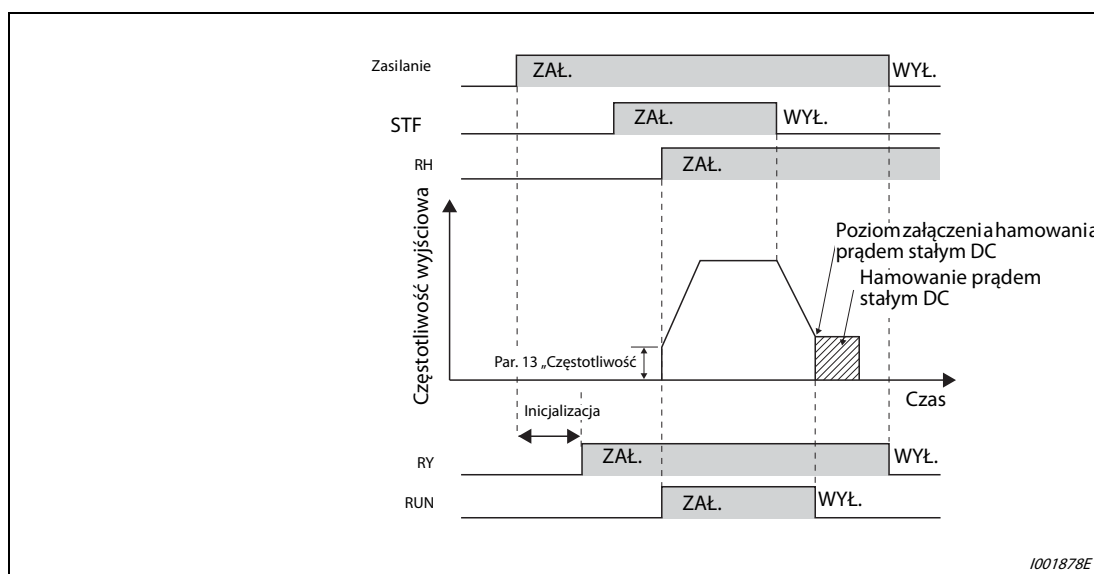 Zasilanie ZAŁ. WYŁ.
STF ZAŁ. WYŁ.
RH ZAŁ.
Częstotliwość wyjściowa
Poziom załączenia hamowania
prądem stałym DC
Hamowanie prądem
stałym DC
Par. 13 „Częstotliwość
Czas
Inicjalizacja
RY ZAŁ. WYŁ.
RUN ZAŁ. WYŁ.
I001878E